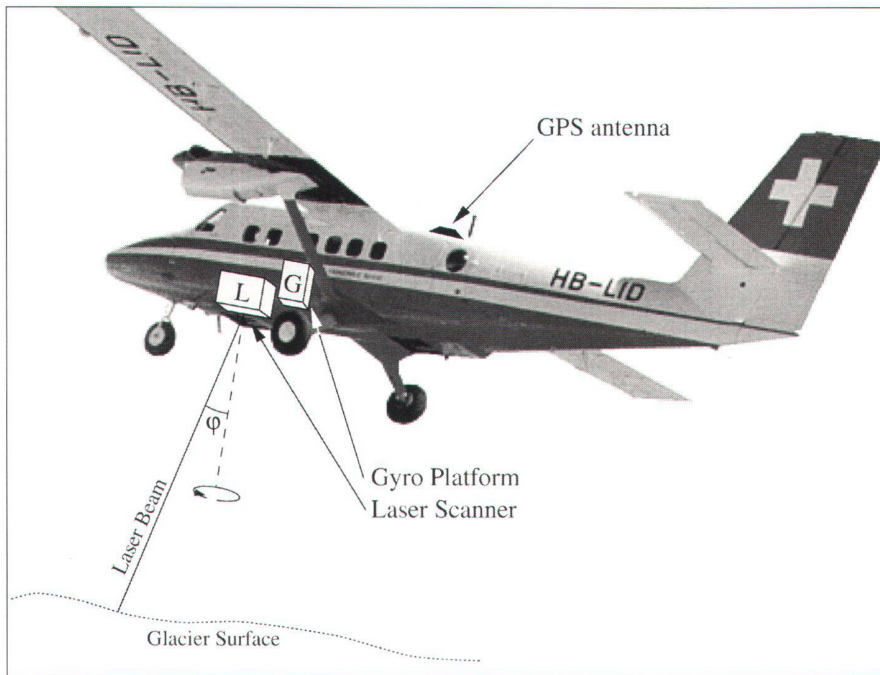 HB-LID
GPS antenna
HB-LID
L
G
φ
Gyro Platform
Laser Scanner
Laser Beam
Glacier Surface